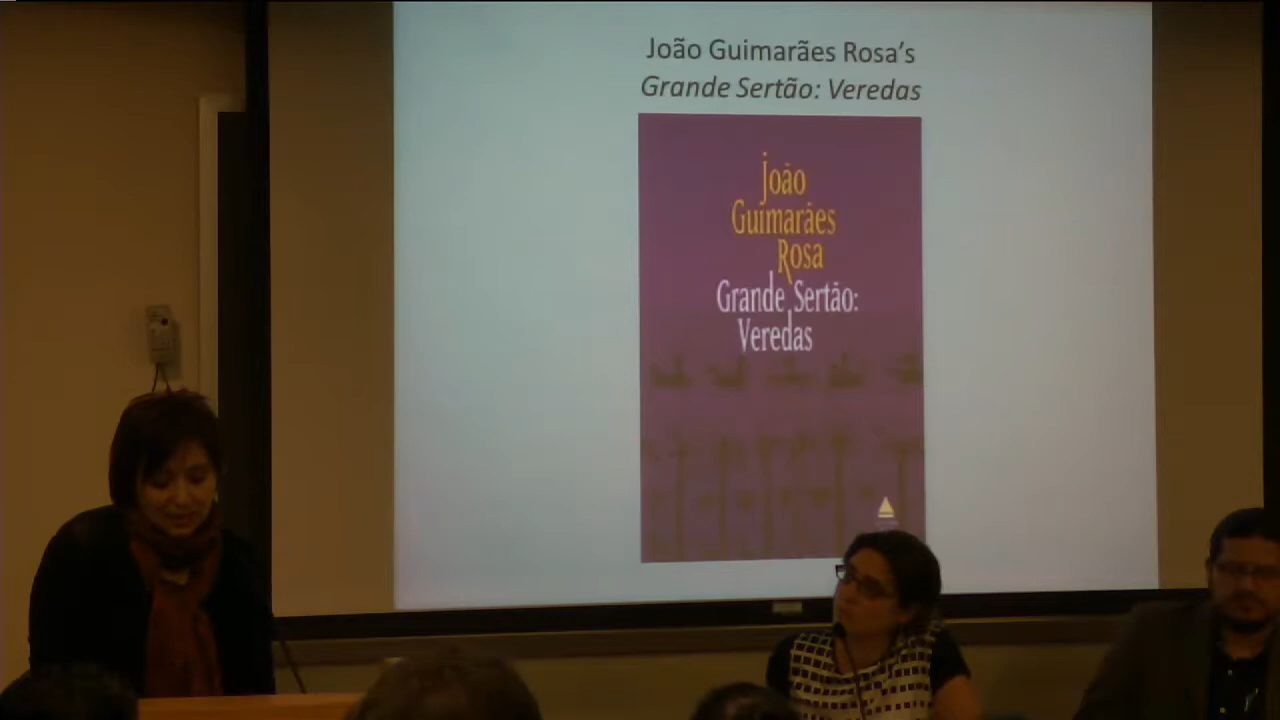 João Guimarães Rosa’s
Grande Sertão: Veredas
João
Guimarães
Rosa
Grande Sertão:
Veredas